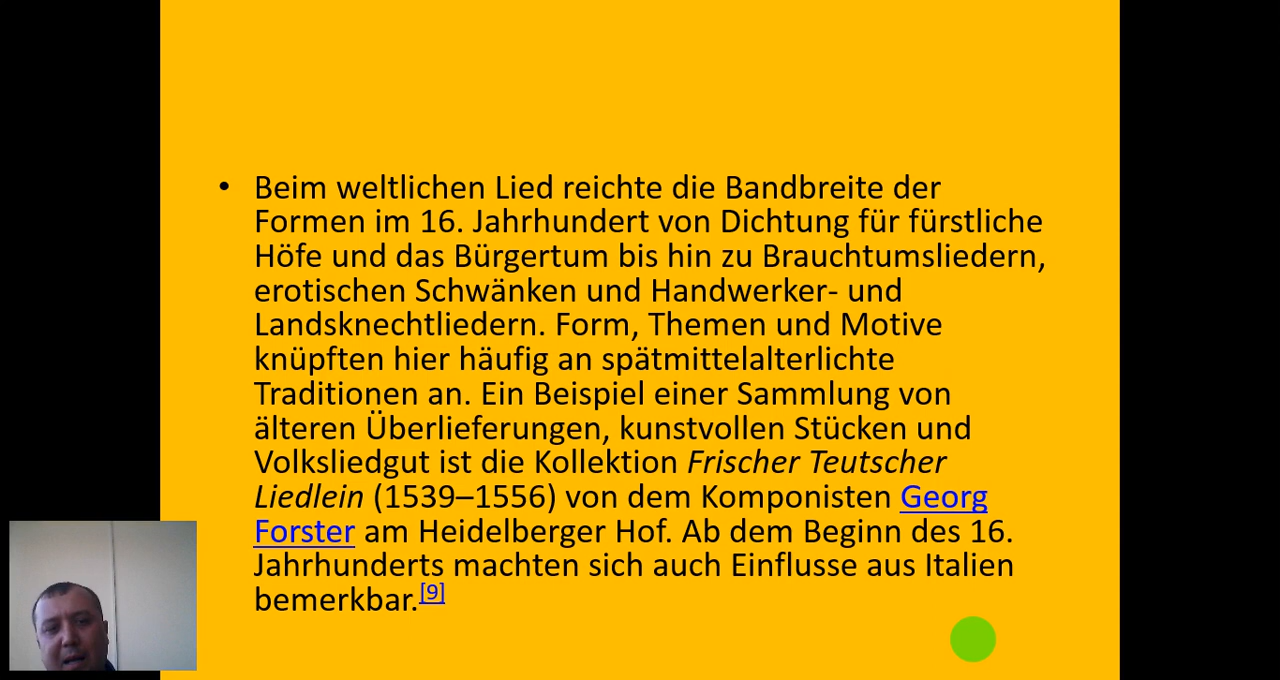 • Beim weltlichen Lied reichte die Bandbreite der
Formen im 16. Jahrhundert von Dichtung für fürstliche
Höfe und das Bürgertum bis hin zu Brauchtumsliedern,
erotischen Schwänken und Handwerker- und
Landsknechtliedern. Form, Themen und Motive
knüpften hier häufig an spätmittelalterlichte
Traditionen an. Ein Beispiel einer Sammlung von
älteren Überlieferungen, kunstvollen Stücken und
Volksliedgut ist die Kollektion Frischer Teutscher
Liedlein (1539–1556) von dem Komponisten Georg
Forster am Heidelberger Hof. Ab dem Beginn des 16.
Jahrhunderts machten sich auch Einflusse aus Italien
bemerkbar.[9]